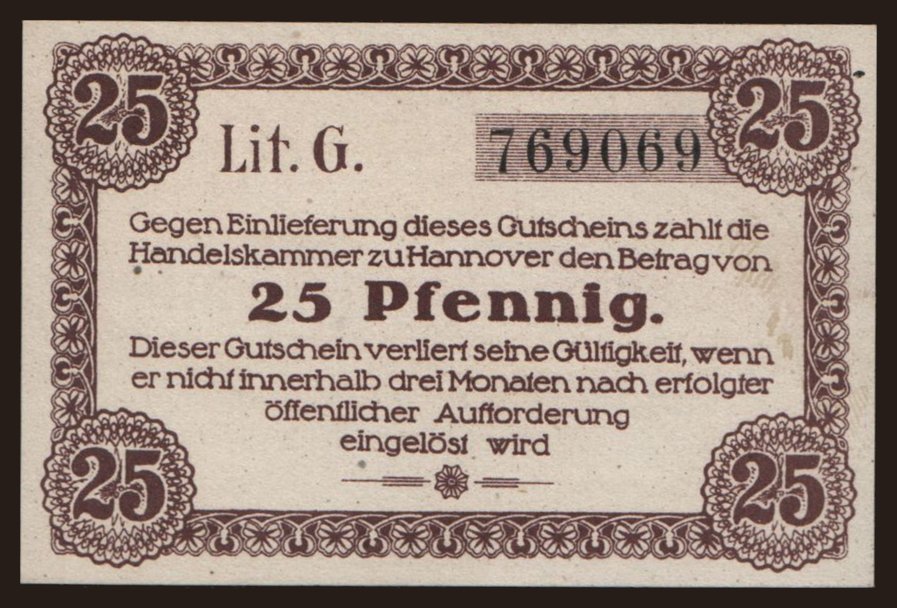 25 25
Lit. G. 769069
Gegen Einlieferung dieses Gutscheins zahlt die
Handelskammer zu Hannover den Betrag von
25 Pfennig.
Dieser Gutschein verliert seine Gültigkeit, wenn
er nicht innerhalb drei Monaten nach erfolgter
öffentlicher Aufforderung
eingelöst wird
25 25